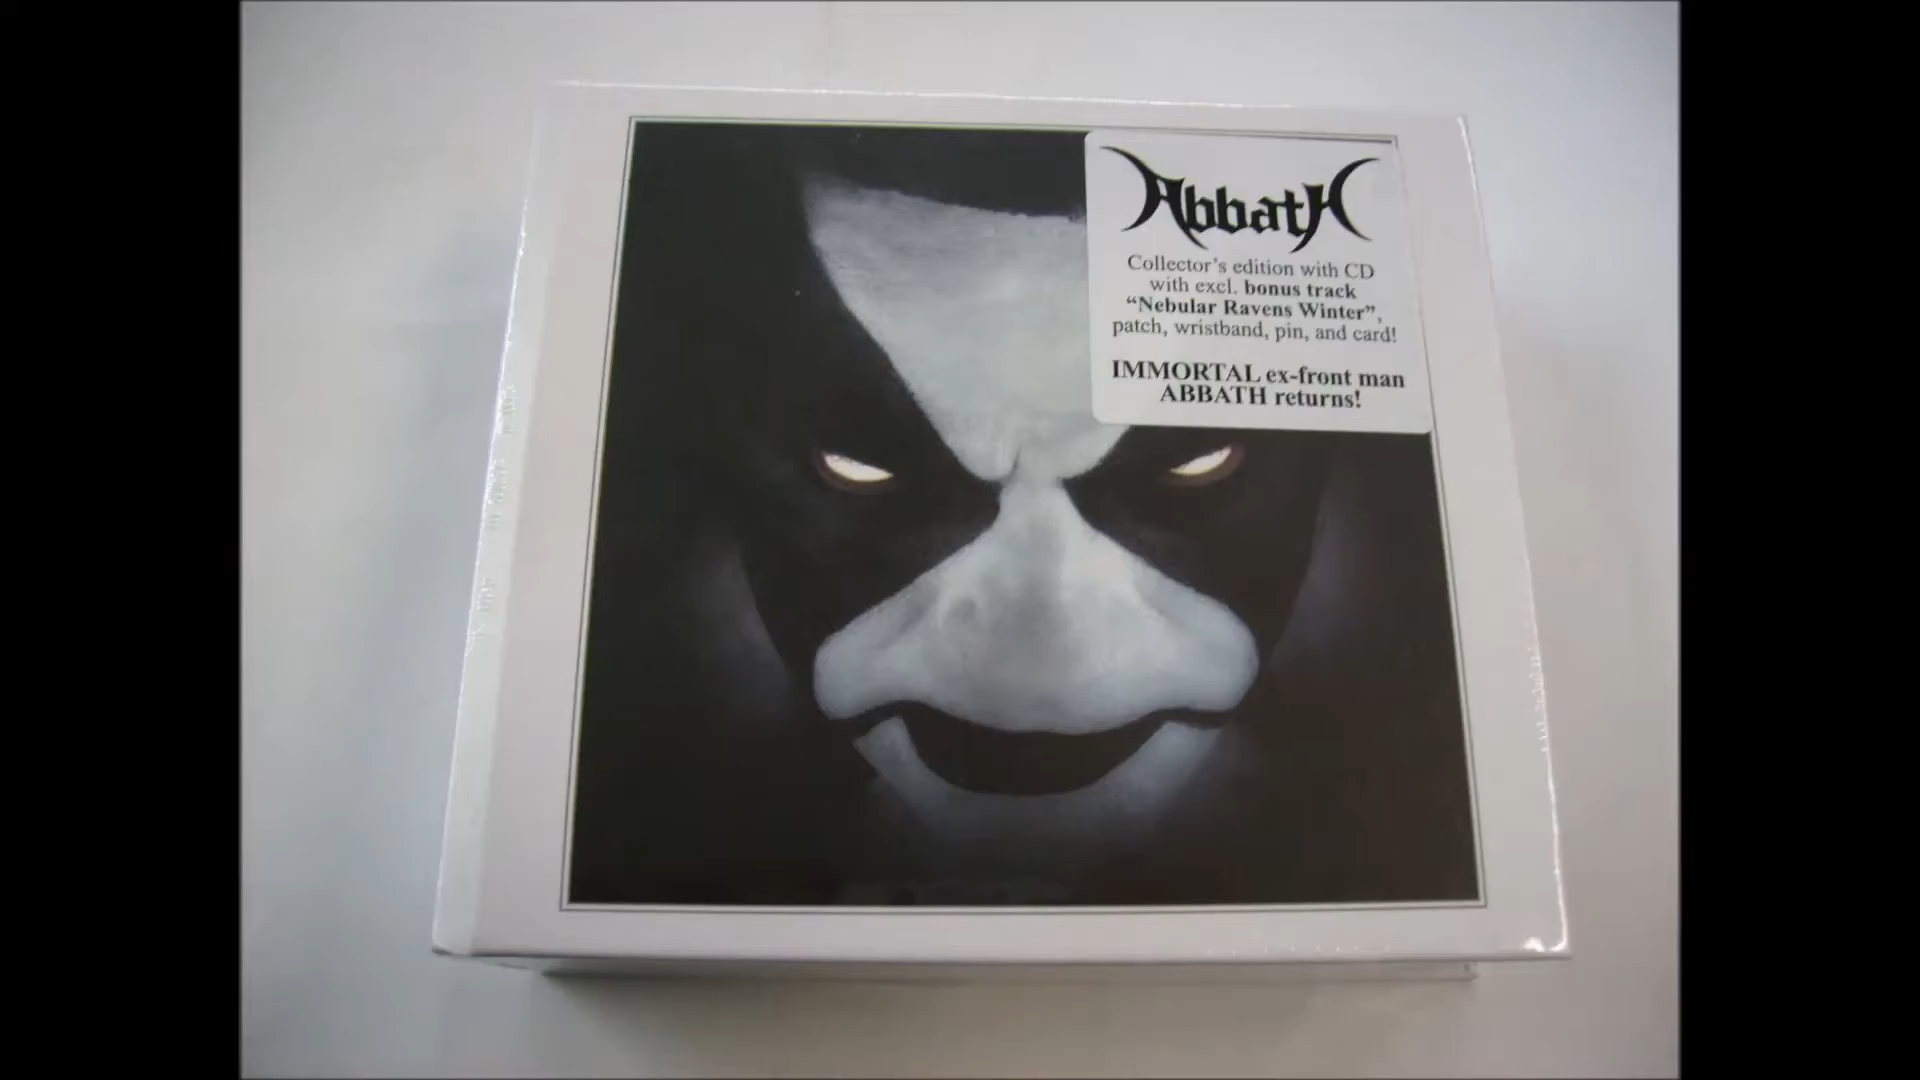 Abbath
Collector's edition with CD
with excl. bonus track
"Nebular Ravens Winter",
patch, wristband, pin, and card!
IMMORTAL ex-front man
ABBATH returns!